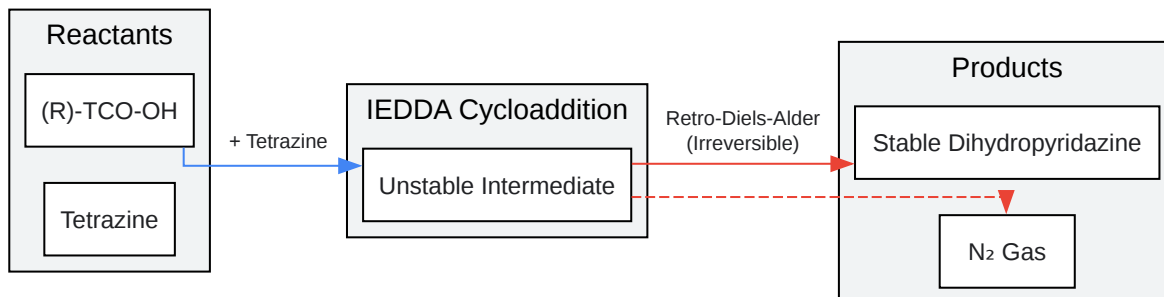 Reactants
(R)-TCO-OH
Tetrazine
+ Tetrazine
IEDDA Cycloaddition
Unstable Intermediate
Retro-Diels-Alder
(Irreversible)
Products
Stable Dihydropyridazine
N₂ Gas